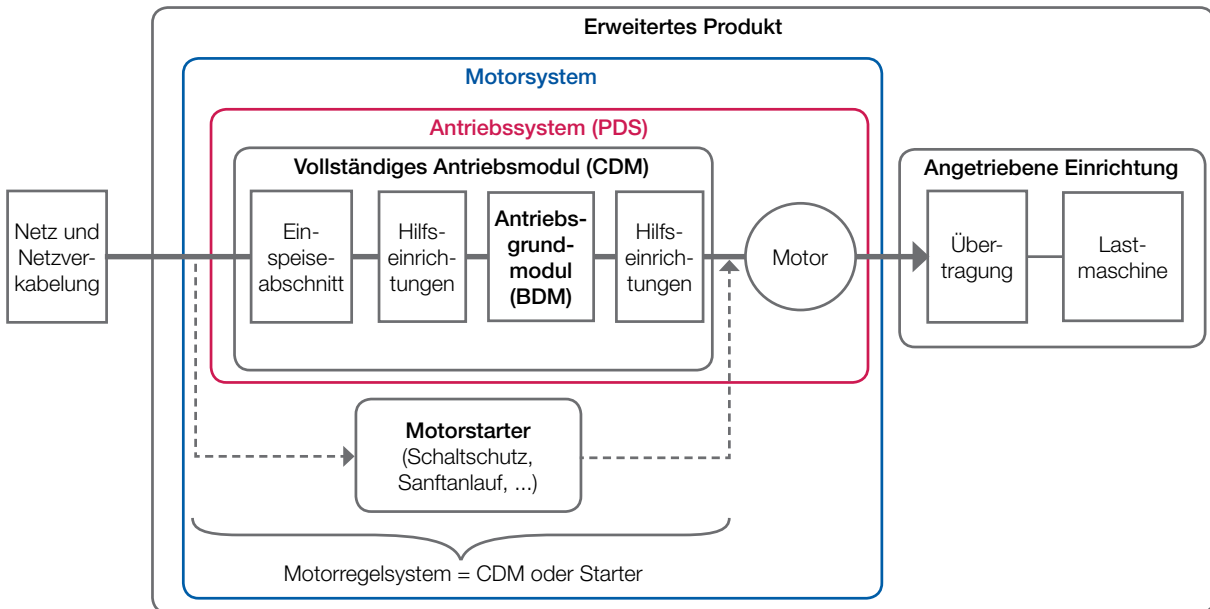 Erweitertes Produkt
Motorsystem
Antriebssystem (PDS)
Vollständiges Antriebsmodul (CDM)
Angetriebene Einrichtung
Netz und
Netzver-
kabelung
Ein-
speise-
abschnitt
Hilfs-
einrich-
tungen
Antriebs-
grund-
modul
(BDM)
Hilfs-
einrich-
tungen
Motor
Über-
tragung
Last-
maschine
Motorstarter
(Schaltschutz,
Sanftanlauf, ...)
Motorregelsystem = CDM oder Starter